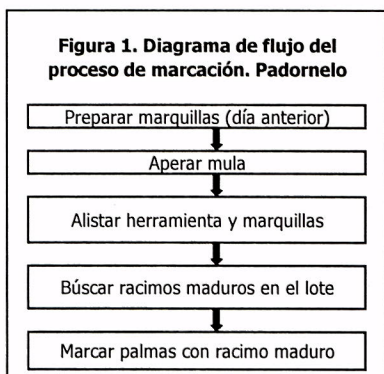 Figura 1. Diagrama de flujo del
proceso de marcación. Padornelo
Preparar marquillas (día anterior)
Aperar mula
Alistar herramienta y marquillas
Búscar racimos maduros en el lote
Marcar palmas con racimo maduro